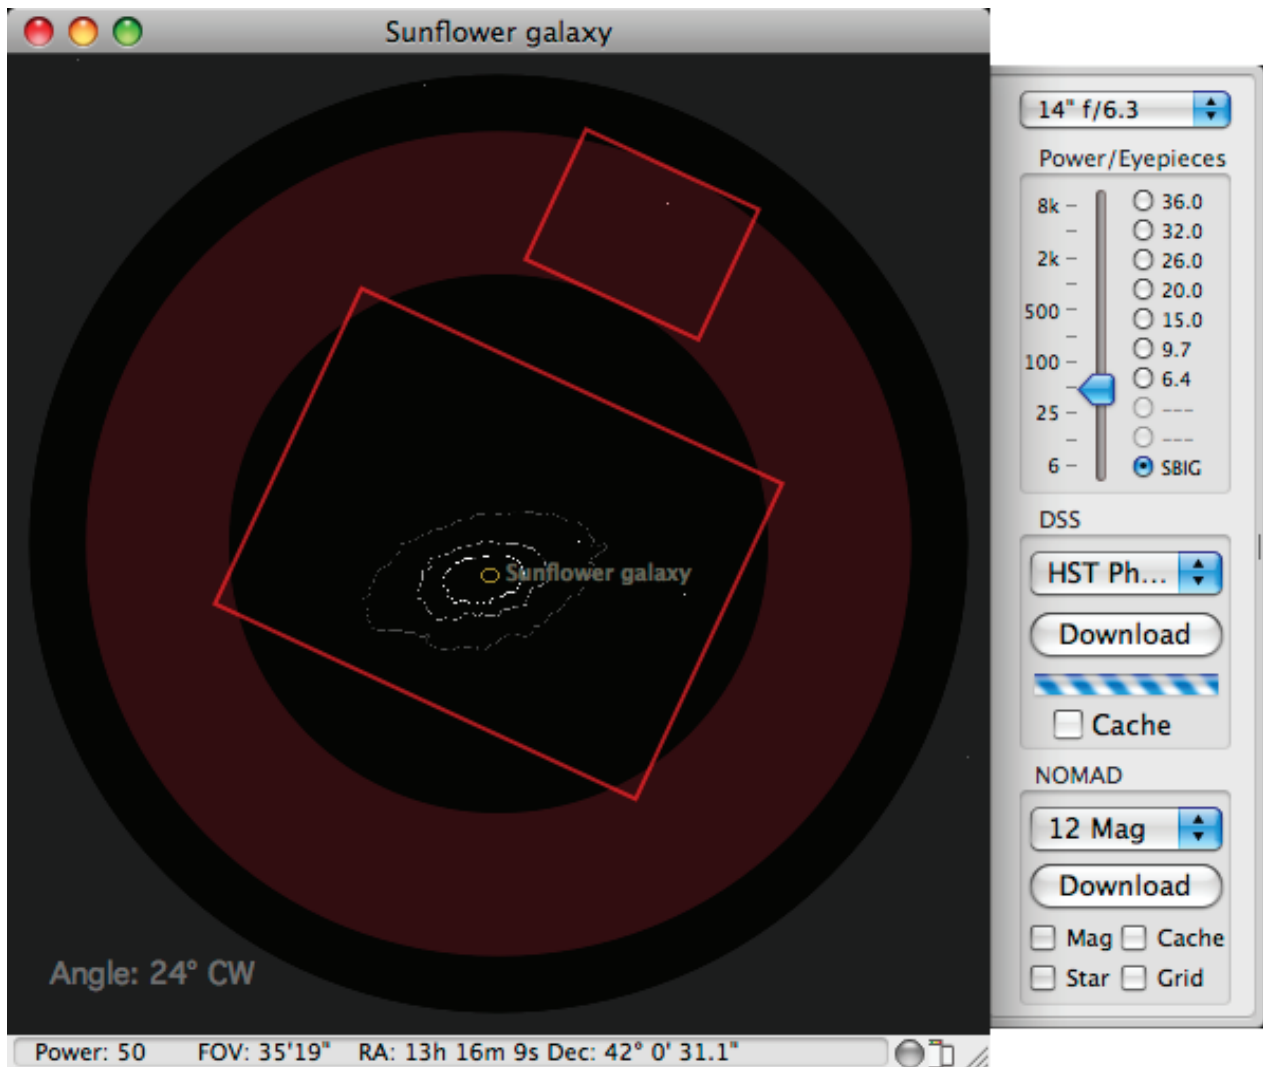 Sunflower galaxy
14" f/6.3
Power/Eyepieces
8k
2k
500
100
25
6
36.0
32.0
26.0
20.0
15.0
9.7
6.4
---
---
SBIG
DSS
HST Ph...
Download
Cache
NOMAD
12 Mag
Download
Mag Cache
Star Grid
Sunflower galaxy
Angle: 24° CW
Power: 50 FOV: 35'19" RA: 13h 16m 9s Dec: 42° 0' 31.1"